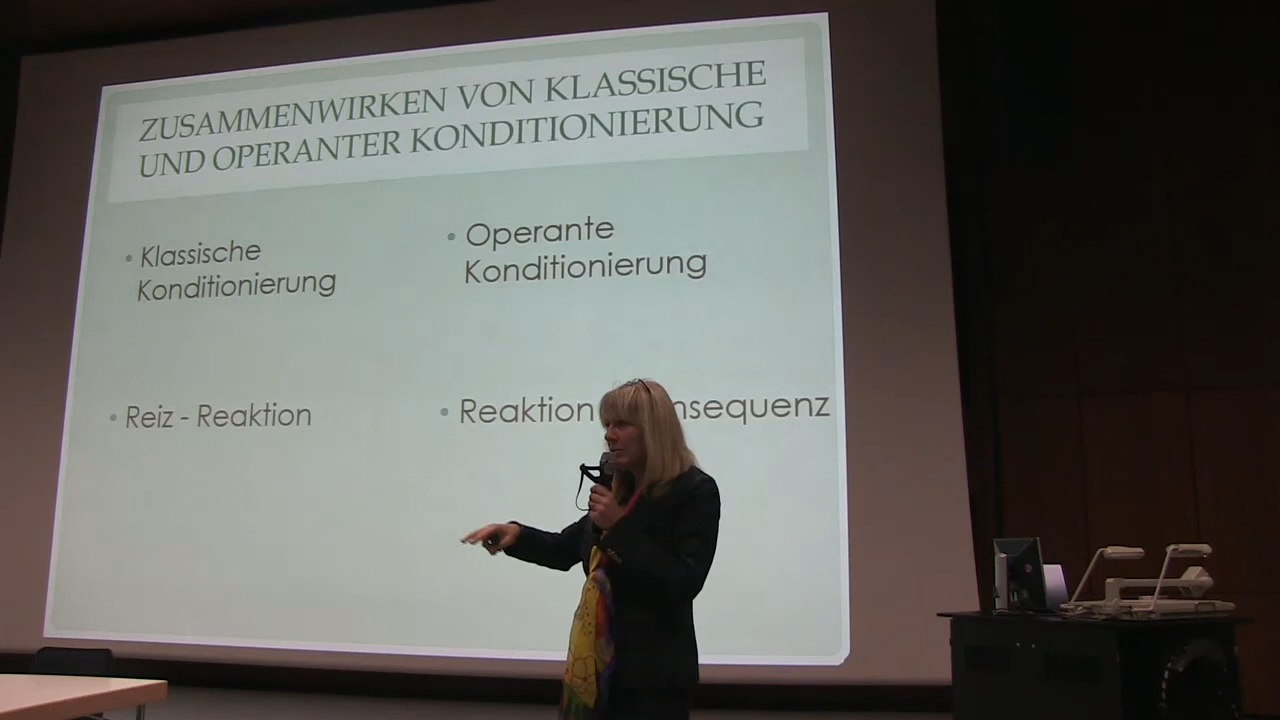 ZUSAMMENWIRKEN VON KLASSISCHE
UND OPERANTER KONDITIONIERUNG
• Klassische
Konditionierung
• Operante
Konditionierung
• Reiz - Reaktion
• Reaktion